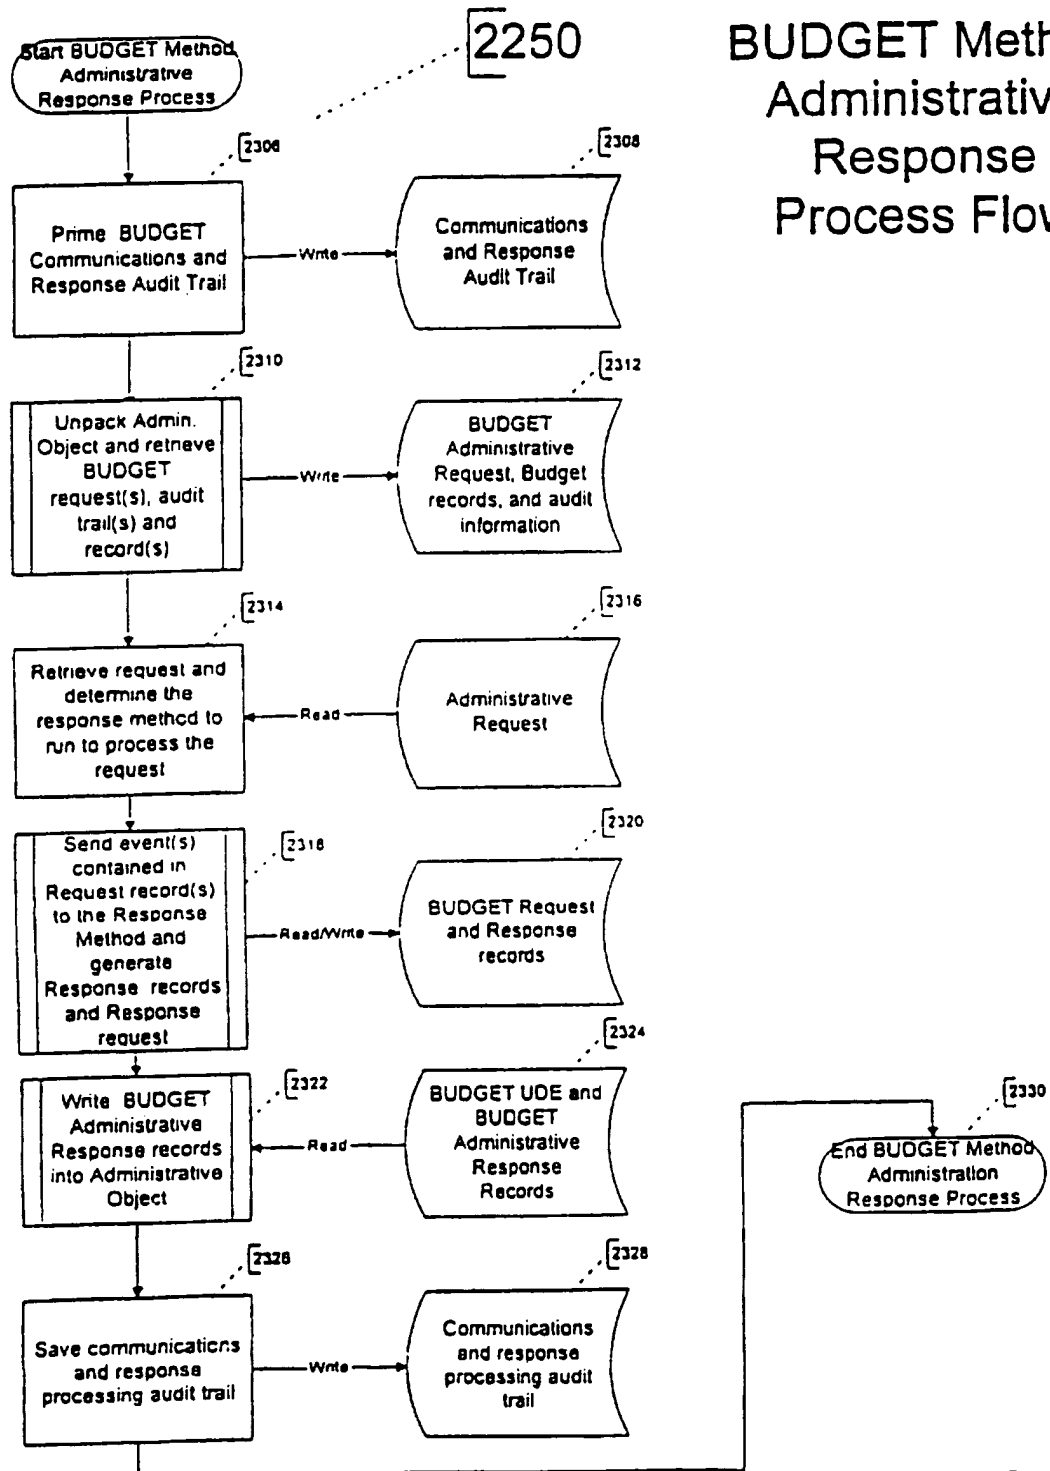 Start BUDGET Method
Administrative
Response Process
2250
BUDGET Meth
Administrativ
Response
Process Flow
2306
2308
Prime BUDGET
Communications and
Response Audit Trail
Write
Communications
and Response
Audit Trail
2310
2312
Unpack Admin.
Object and retrieve
BUDGET
request(s), audit
trail(s) and
record(s)
Write
BUDGET
Administrative
Request, Budget
records, and audit
information
2314
2316
Retrieve request and
determine the
response method to
run to process the
request
Read
Administrative
Request
2318
2320
Send event(s)
contained in
Request record(s)
to the Response
Method and
generate
Response records
and Response
request
Read/Write
BUDGET Request
and Response
records
2322
2324
Write BUDGET
Administrative
Response records
into Administrative
Object
Read
BUDGET UDE and
BUDGET
Administrative
Response
Records
2330
End BUDGET Method
Administration
Response Process
2326
2328
Save communications
and response
processing audit trail
Write
Communications
and response
processing audit
trail